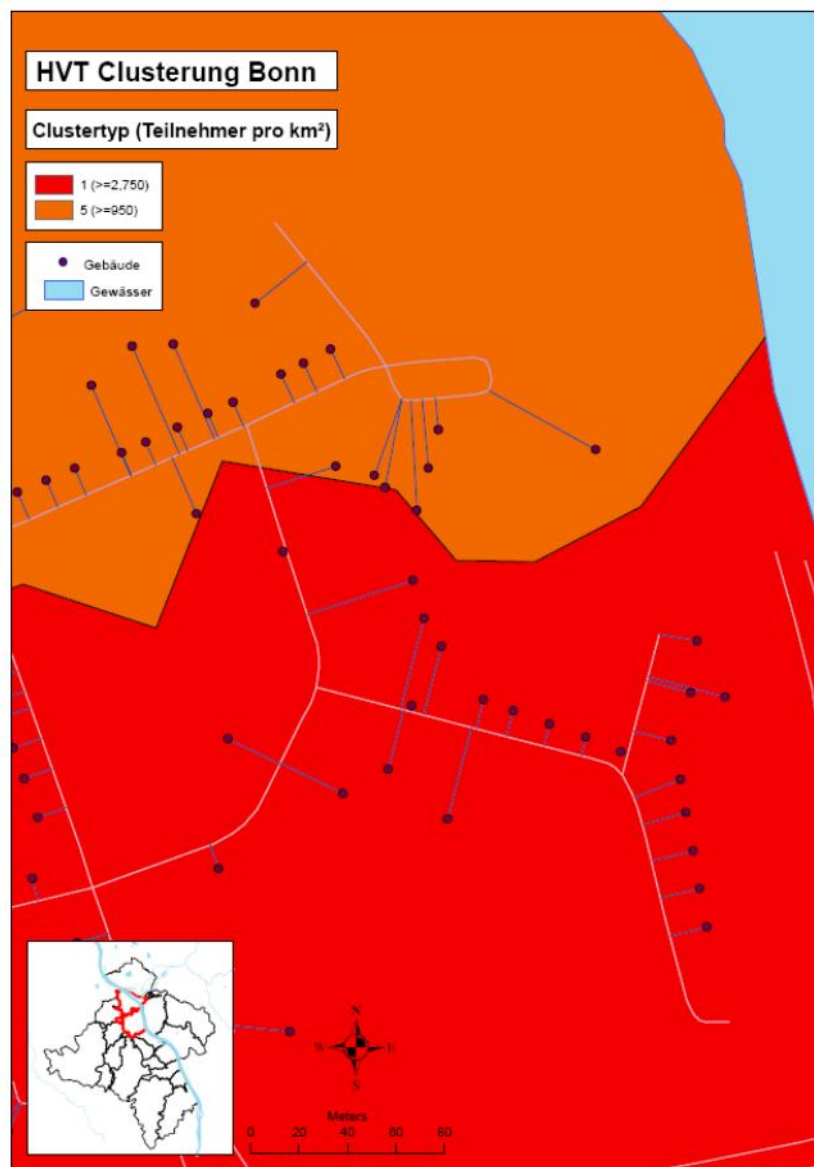 HVT Clusterung Bonn
Clustertyp (Teilnehmer pro km²)
1 (>=2,750)
5 (>=950)
Gebäude
Gewässer
N
W E
S
Meters
0 20 40 60 80